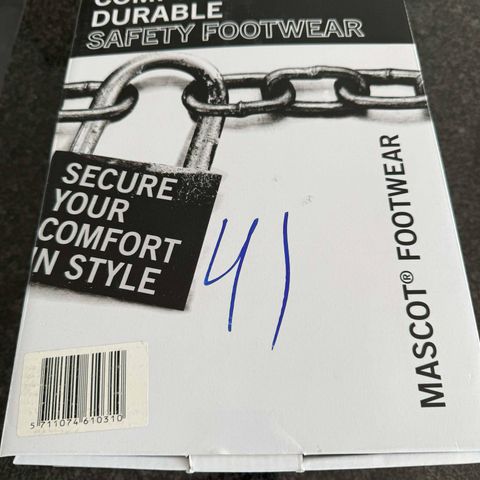 DURABLE
SAFETY FOOTWEAR
SECURE
YOUR
COMFORT
IN STYLE
41
MASCOT® FOOTWEAR
5 711074 610310